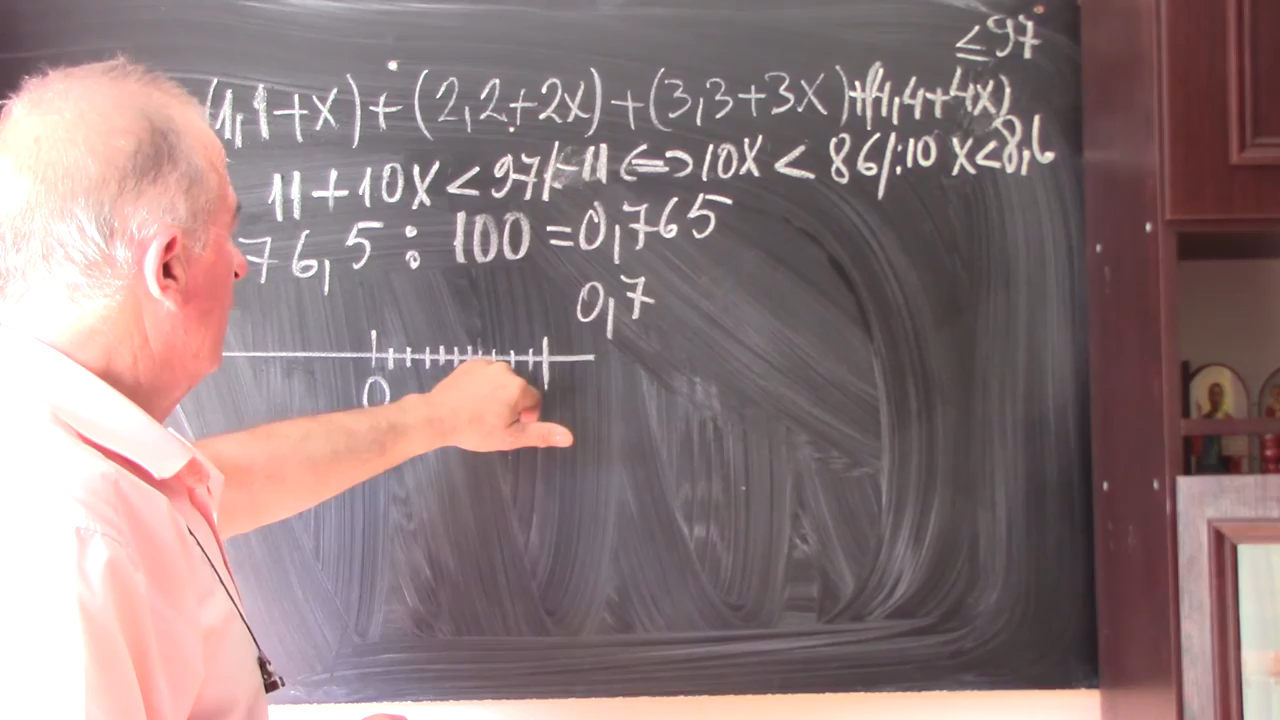 ≤97
(1,1+x)+(2,2+2x)+(3,3+3x)+(4,4+4x)
11+10x<97/-11⇔10x<86/:10 x<8,6
76,5:100=0,765
0,7
0